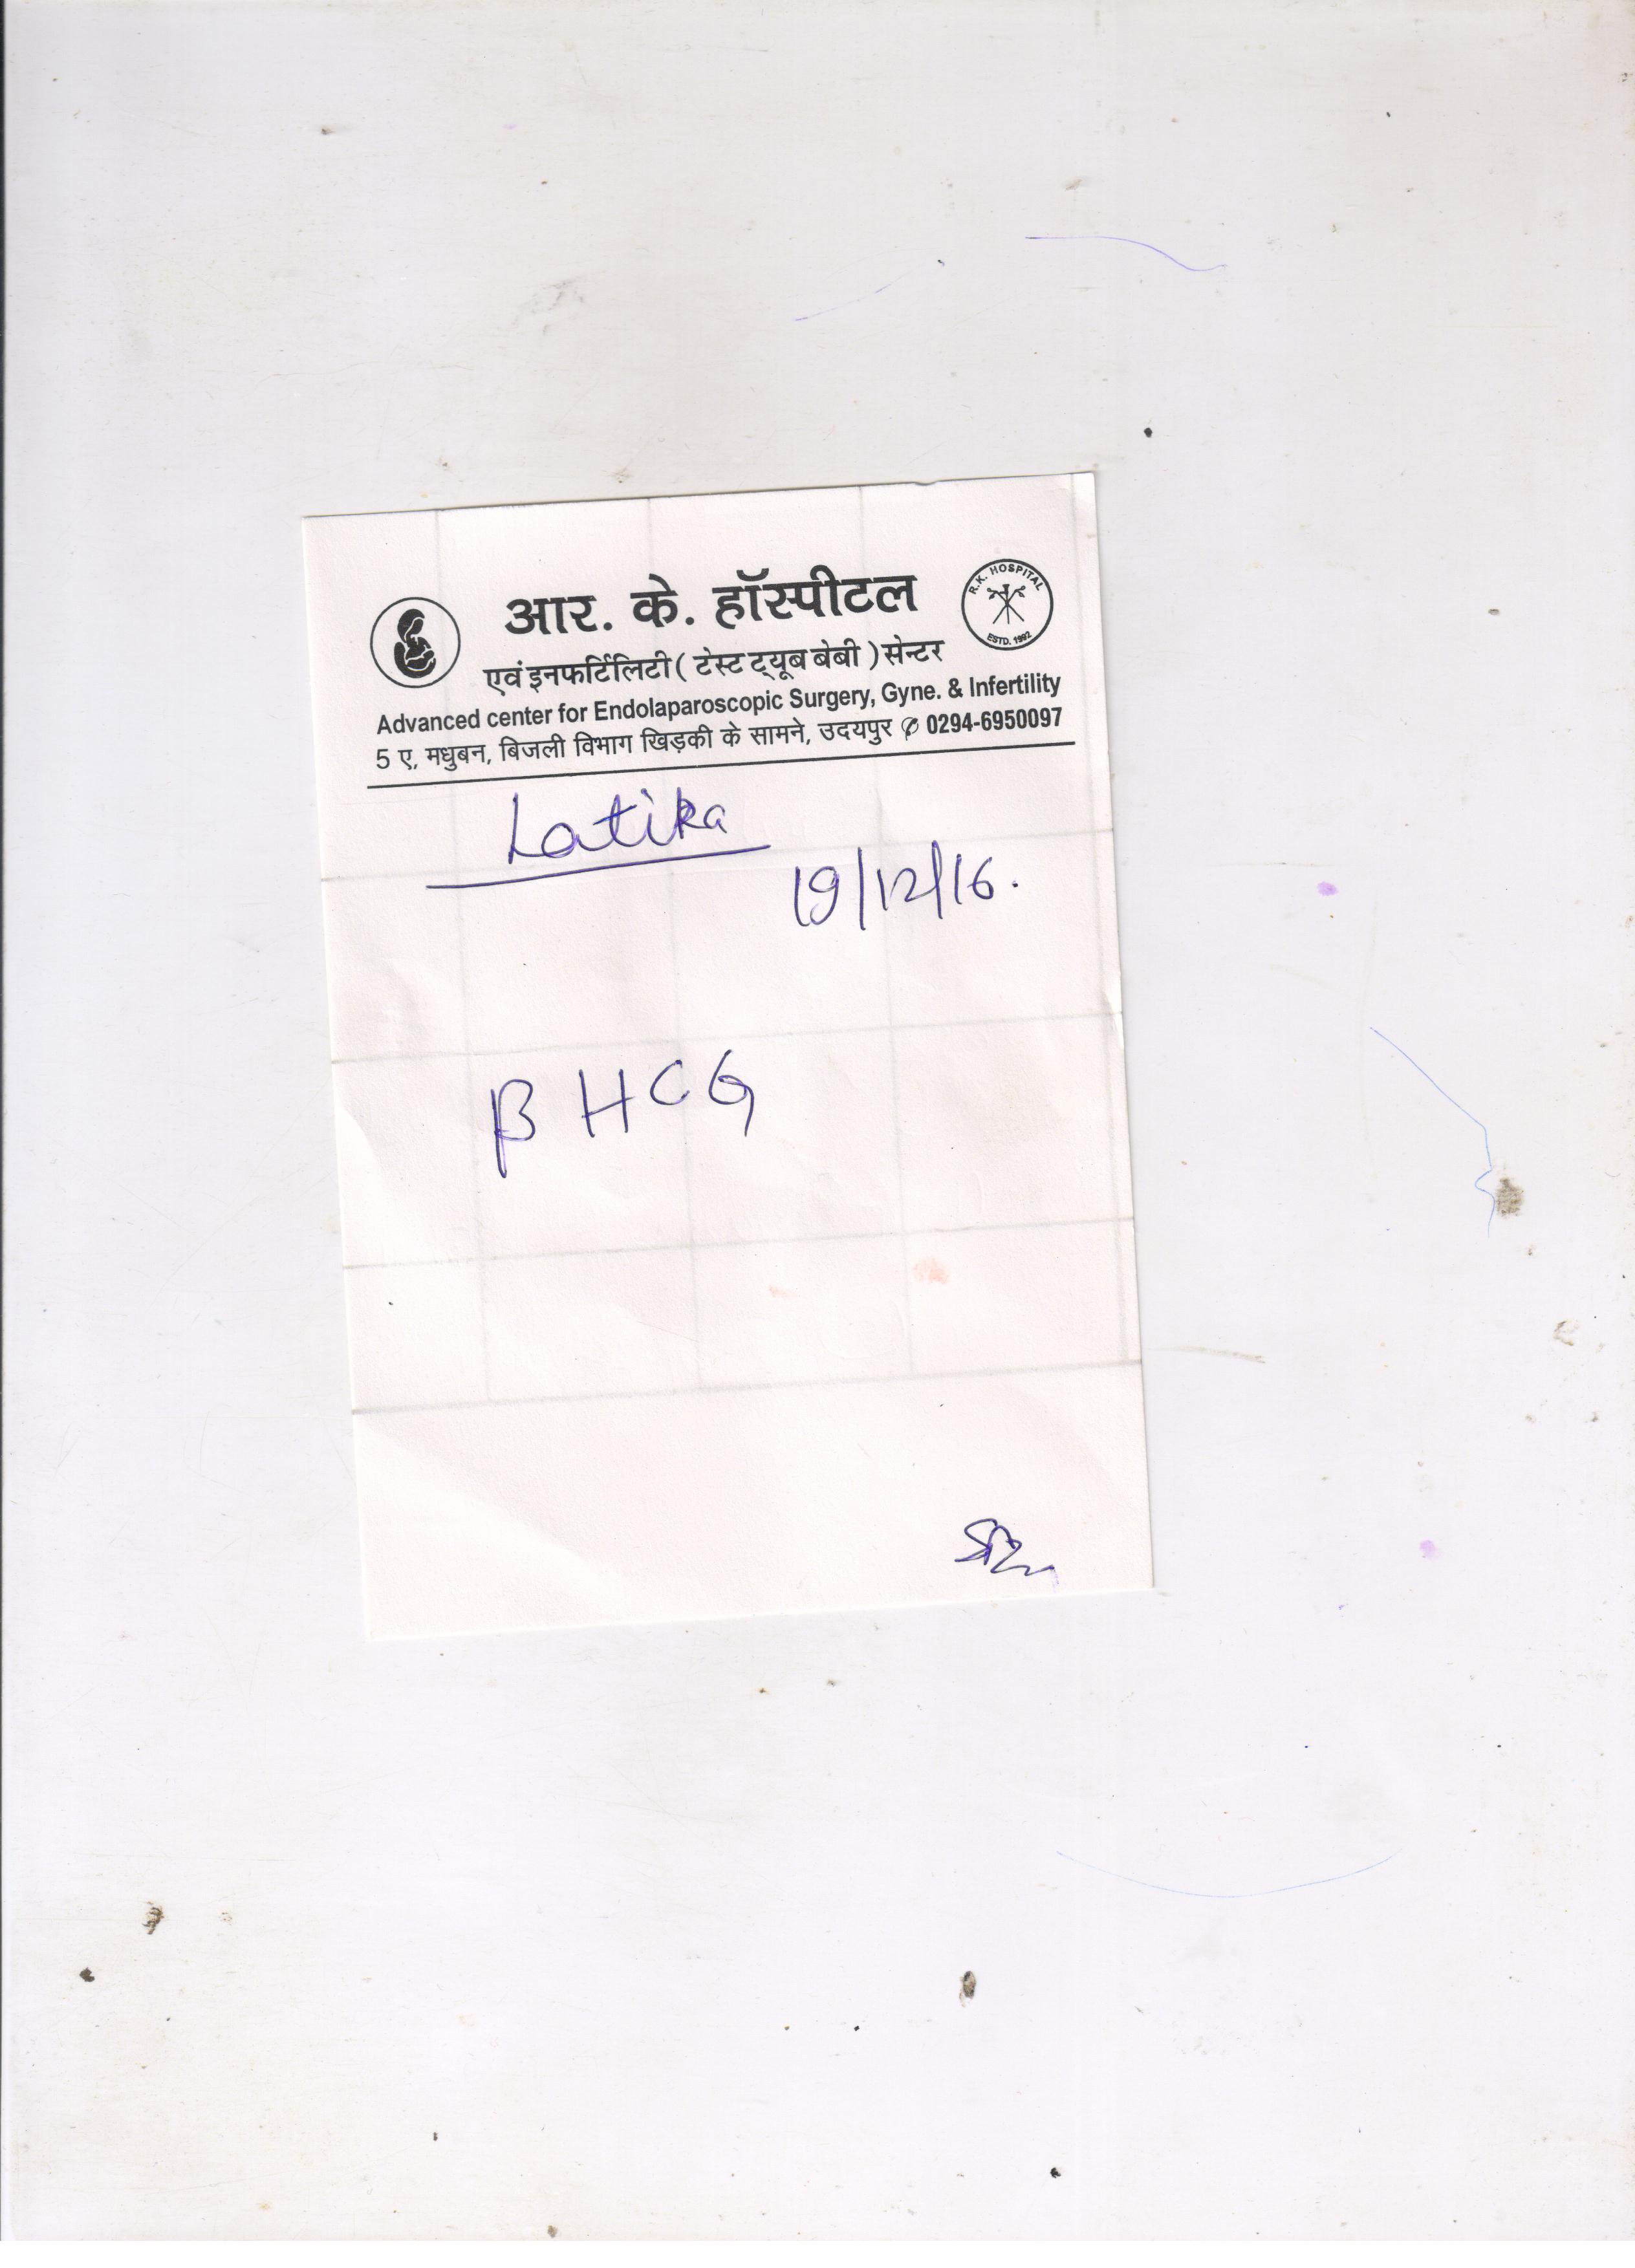 आर. के. हॉस्पीटल
R.K. HOSPITAL
ESTD. 1992
एवं इनफर्टिलिटी ( टेस्ट ट्यूब बेबी ) सेन्टर
Advanced center for Endolaparoscopic Surgery, Gyne. & Infertility
5 ए, मधुबन, बिजली विभाग खिड़की के सामने, उदयपुर ✆ 0294-6950097
Latika
19/12/16.
β HCG